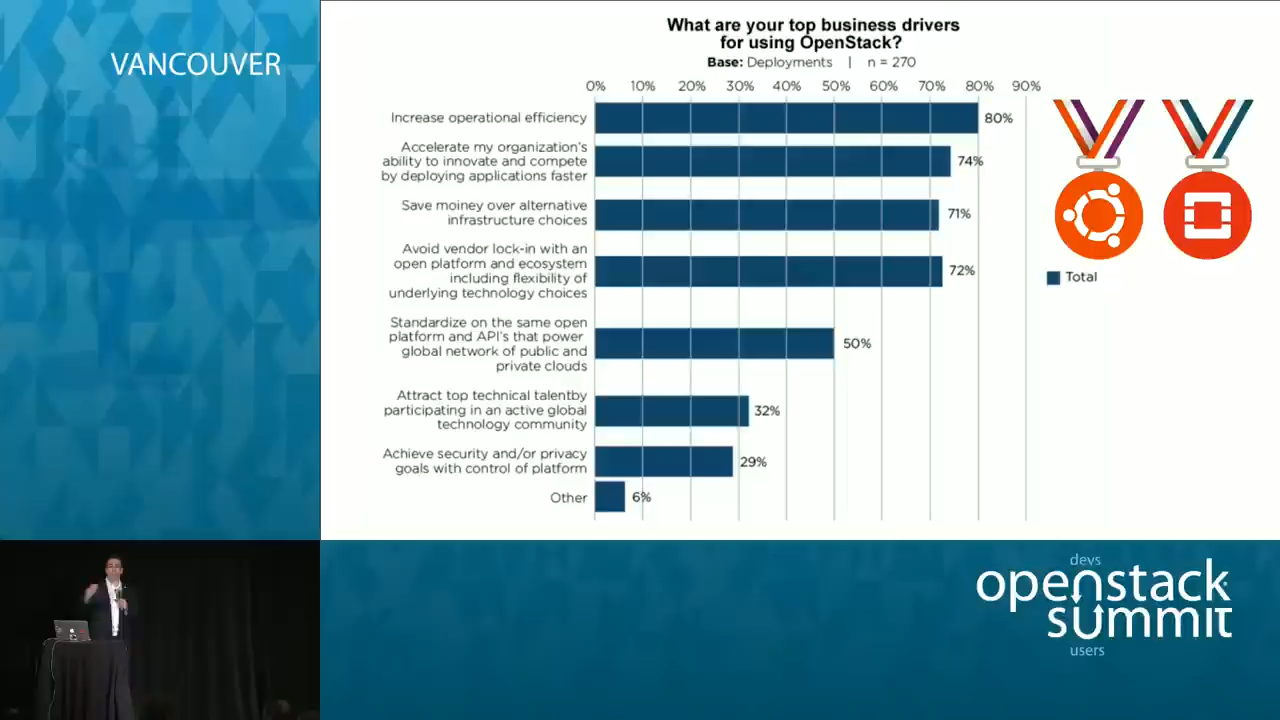 VANCOUVER
What are your top business drivers
for using OpenStack?
Base: Deployments | n = 270
0% 10% 20% 30% 40% 50% 60% 70% 80% 90%
Increase operational efficiency
80%
Accelerate my organization's
ability to innovate and compete
by deploying applications faster
74%
Save moiney over alternative
infrastructure choices
71%
Avoid vendor lock-in with an
open platform and ecosystem
including flexibility of
underlying technology choices
72%
Standardize on the same open
platform and API's that power
global network of public and
private clouds
50%
Attract top technical talentby
participating in an active global
technology community
32%
Achieve security and/or privacy
goals with control of platform
29%
Other
6%
Total
devs
openstack
summit
users